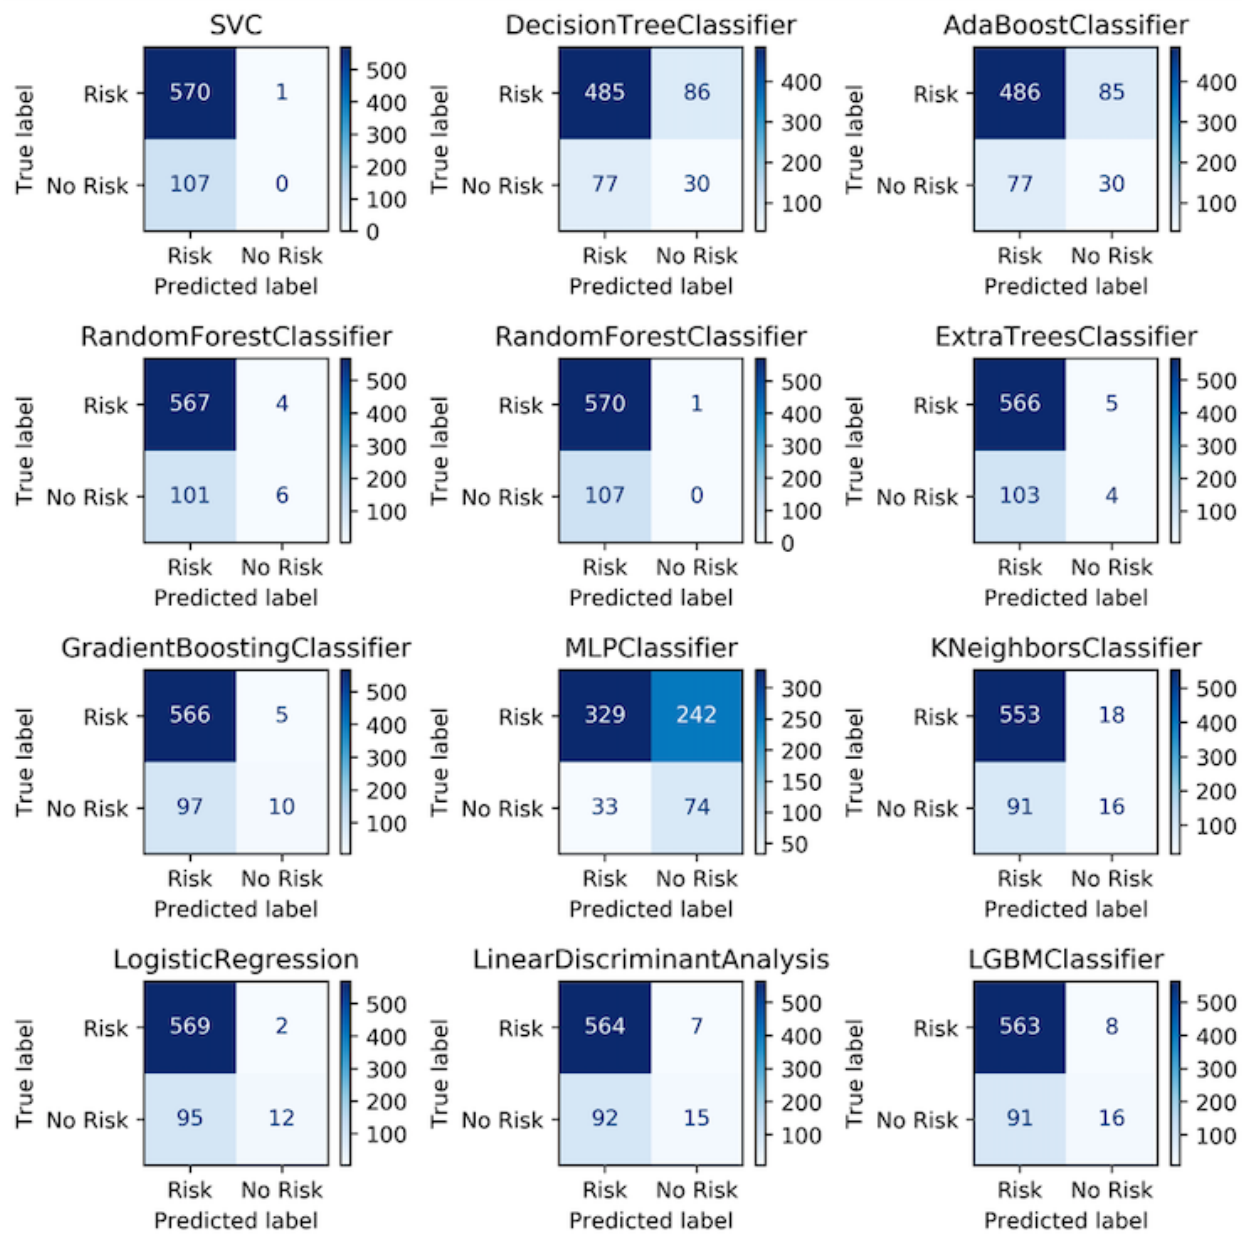 SVC
True label
Risk
570 1
500
400
300
200
100
0
No Risk
107 0
Risk No Risk
Predicted label
DecisionTreeClassifier
True label
Risk
485 86
400
300
200
100
No Risk
77 30
Risk No Risk
Predicted label
AdaBoostClassifier
True label
Risk
486 85
400
300
200
100
No Risk
77 30
Risk No Risk
Predicted label
RandomForestClassifier
True label
Risk
567 4
500
400
300
200
100
No Risk
101 6
Risk No Risk
Predicted label
RandomForestClassifier
True label
Risk
570 1
500
400
300
200
100
0
No Risk
107 0
Risk No Risk
Predicted label
ExtraTreesClassifier
True label
Risk
566 5
500
400
300
200
100
No Risk
103 4
Risk No Risk
Predicted label
GradientBoostingClassifier
True label
Risk
566 5
500
400
300
200
100
No Risk
97 10
Risk No Risk
Predicted label
MLPClassifier
True label
Risk
329 242
300
250
200
150
100
50
No Risk
33 74
Risk No Risk
Predicted label
KNeighborsClassifier
True label
Risk
553 18
500
400
300
200
100
No Risk
91 16
Risk No Risk
Predicted label
LogisticRegression
True label
Risk
569 2
500
400
300
200
100
No Risk
95 12
Risk No Risk
Predicted label
LinearDiscriminantAnalysis
True label
Risk
564 7
500
400
300
200
100
No Risk
92 15
Risk No Risk
Predicted label
LGBMClassifier
True label
Risk
563 8
500
400
300
200
100
No Risk
91 16
Risk No Risk
Predicted label